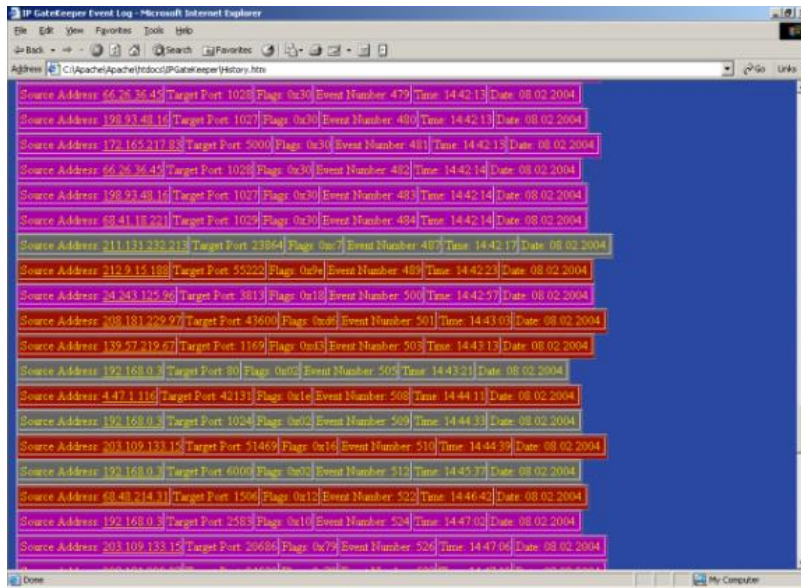 IP GateKeeper Event Log - Microsoft Internet Explorer
File Edit View Favorites Tools Help
Back Search Favorites
Address C:\Apache\Apache\htdocs\IPGateKeeper\History.htm Go Links
Source Address: 66.26.36.45 Target Port: 1028 Flags: 0x30 Event Number: 479 Time: 14:42:13 Date: 08.02.2004
Source Address: 198.93.48.16 Target Port: 1027 Flags: 0x30 Event Number: 480 Time: 14:42:13 Date: 08.02.2004
Source Address: 172.165.217.83 Target Port: 5000 Flags: 0x30 Event Number: 481 Time: 14:42:13 Date: 08.02.2004
Source Address: 66.26.36.45 Target Port: 1028 Flags: 0x30 Event Number: 482 Time: 14:42:14 Date: 08.02.2004
Source Address: 198.93.48.16 Target Port: 1027 Flags: 0x30 Event Number: 483 Time: 14:42:14 Date: 08.02.2004
Source Address: 68.41.18.221 Target Port: 1029 Flags: 0x30 Event Number: 484 Time: 14:42:14 Date: 08.02.2004
Source Address: 211.131.232.213 Target Port: 23864 Flags: 0xc7 Event Number: 487 Time: 14:42:17 Date: 08.02.2004
Source Address: 212.9.15.188 Target Port: 55222 Flags: 0x9e Event Number: 489 Time: 14:42:23 Date: 08.02.2004
Source Address: 24.243.125.96 Target Port: 3813 Flags: 0x18 Event Number: 500 Time: 14:42:57 Date: 08.02.2004
Source Address: 208.181.229.97 Target Port: 43600 Flags: 0xd6 Event Number: 501 Time: 14:43:03 Date: 08.02.2004
Source Address: 139.57.219.67 Target Port: 1169 Flags: 0xd3 Event Number: 503 Time: 14:43:13 Date: 08.02.2004
Source Address: 192.168.0.3 Target Port: 80 Flags: 0x02 Event Number: 505 Time: 14:43:21 Date: 08.02.2004
Source Address: 4.47.1.116 Target Port: 42131 Flags: 0x1e Event Number: 508 Time: 14:44:11 Date: 08.02.2004
Source Address: 192.168.0.3 Target Port: 1024 Flags: 0x02 Event Number: 509 Time: 14:44:33 Date: 08.02.2004
Source Address: 203.109.133.15 Target Port: 51469 Flags: 0x16 Event Number: 510 Time: 14:44:39 Date: 08.02.2004
Source Address: 192.168.0.3 Target Port: 6000 Flags: 0x02 Event Number: 512 Time: 14:45:37 Date: 08.02.2004
Source Address: 68.48.214.31 Target Port: 1506 Flags: 0x12 Event Number: 522 Time: 14:46:42 Date: 08.02.2004
Source Address: 192.168.0.3 Target Port: 2583 Flags: 0x10 Event Number: 524 Time: 14:47:02 Date: 08.02.2004
Source Address: 203.109.133.15 Target Port: 20686 Flags: 0x79 Event Number: 526 Time: 14:47:06 Date: 08.02.2004
Done My Computer